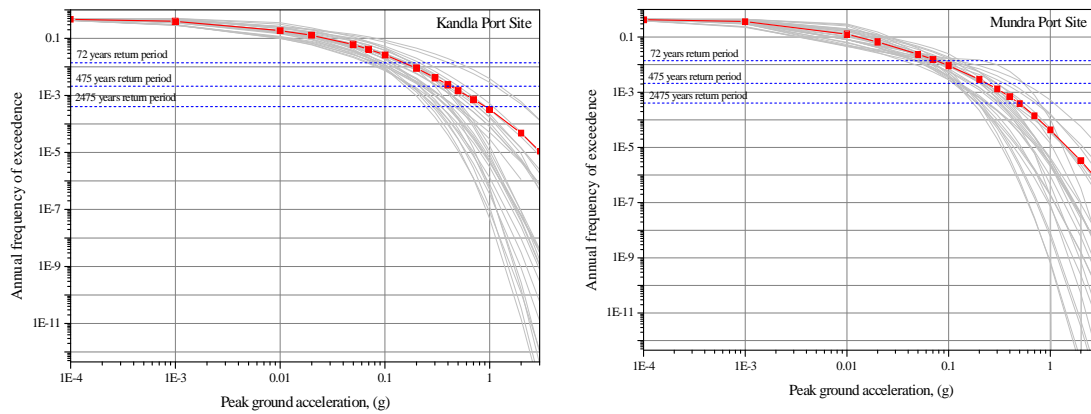 Kandla Port Site
0.1
1E-3
1E-5
1E-7
1E-9
1E-11
Annual frequency of exceedence
72 years return period
475 years return period
2475 years return period
1E-4
1E-3
0.01
0.1
1
Peak ground acceleration, (g)
Mundra Port Site
0.1
1E-3
1E-5
1E-7
1E-9
1E-11
Annual frequency of exceedence
72 years return period
475 years return period
2475 years return period
1E-4
1E-3
0.01
0.1
1
Peak ground acceleration, (g)